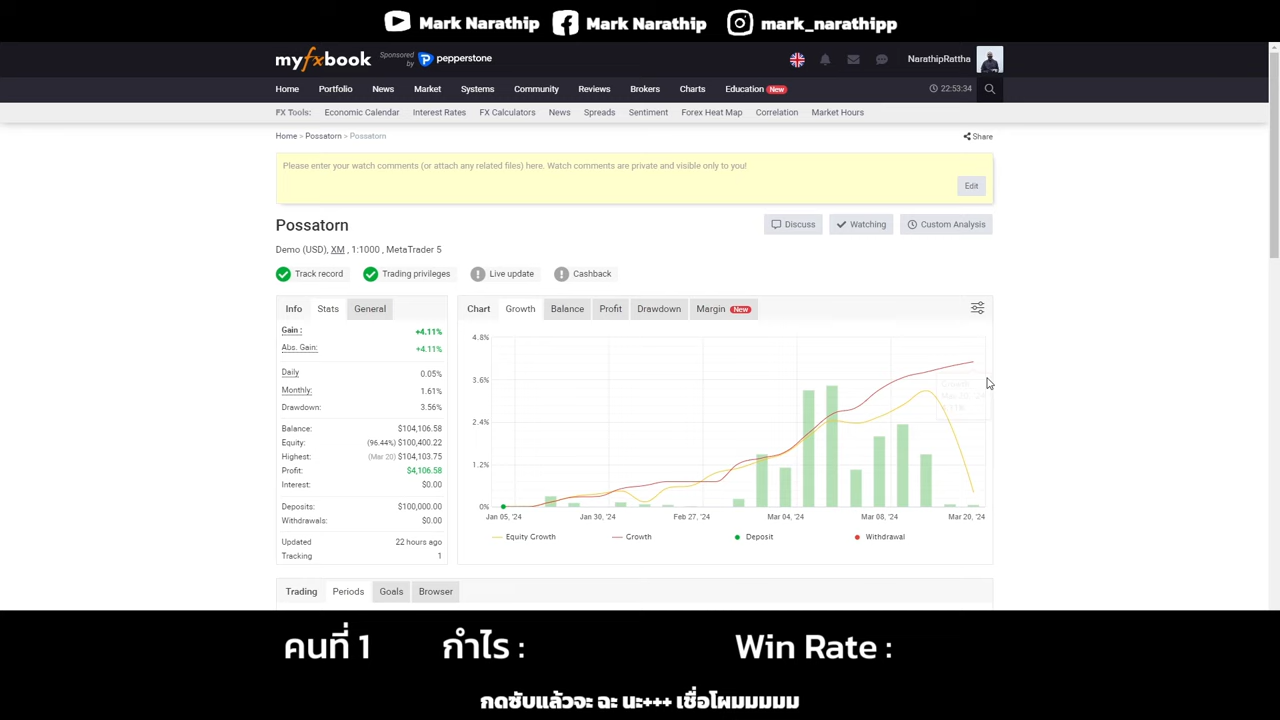 Mark Narathip Mark Narathip mark_narathipp
myfxbook Sponsored by pepperstone NarathipRattha
Home Portfolio News Market Systems Community Reviews Brokers Charts Education New 22:53:34
FX Tools: Economic Calendar Interest Rates FX Calculators News Spreads Sentiment Forex Heat Map Correlation Market Hours
Home > Possatorn > Possatorn Share
Please enter your watch comments (or attach any related files) here. Watch comments are private and visible only to you!
Edit
Possatorn Discuss Watching Custom Analysis
Demo (USD), XM , 1:1000 , MetaTrader 5
Track record Trading privileges Live update Cashback
Info Stats General
Gain : +4.11%
Abs. Gain: +4.11%
Daily 0.05%
Monthly: 1.61%
Drawdown: 3.56%
Balance: $104,106.58
Equity: (96.44%) $100,400.22
Highest: (Mar 20) $104,103.75
Profit: $4,106.58
Interest: $0.00
Deposits: $100,000.00
Withdrawals: $0.00
Updated 22 hours ago
Tracking 1
Chart Growth Balance Profit Drawdown Margin New
4.8%
3.6%
2.4%
1.2%
0%
Jan 05, '24 Jan 30, '24 Feb 27, '24 Mar 04, '24 Mar 08, '24 Mar 20, '24
Equity Growth Growth Deposit Withdrawal
Trading Periods Goals Browser
คนที่ 1 กำไร : Win Rate :
กดซับแล้วจะ ฉะ นะ+++ เชื่อโผมมมมม